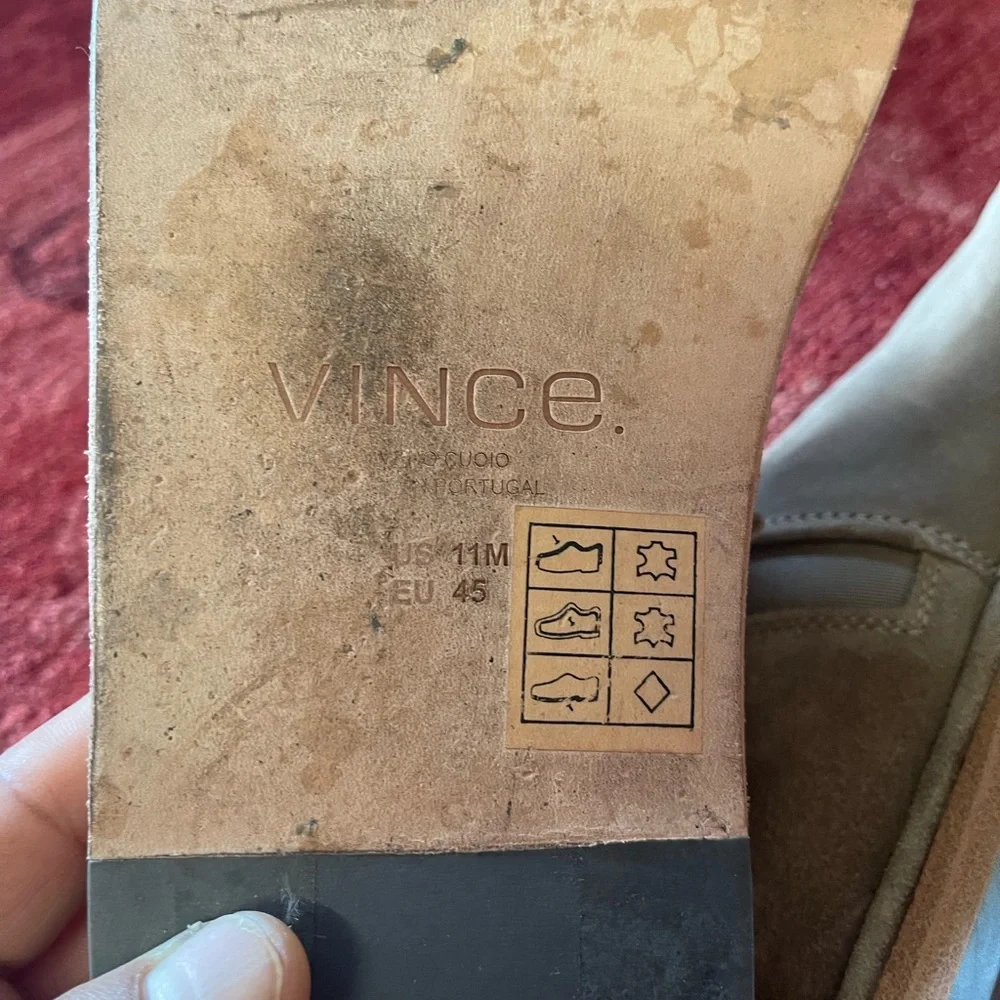 VINCE.
CUOIO
PORTUGAL
US 11M
EU 45